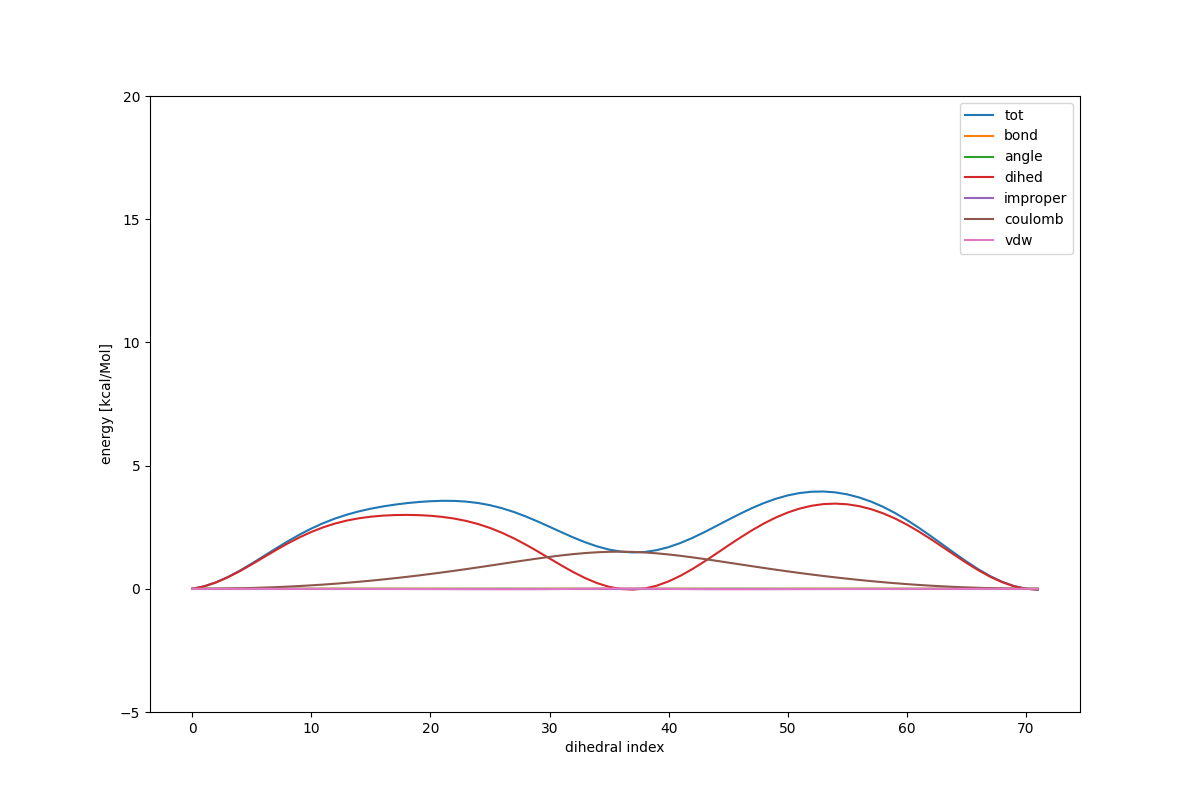 20
15
10
5
0
−5
energy [kcal/Mol]
tot
bond
angle
dihed
improper
coulomb
vdw
0 10 20 30 40 50 60 70
dihedral index